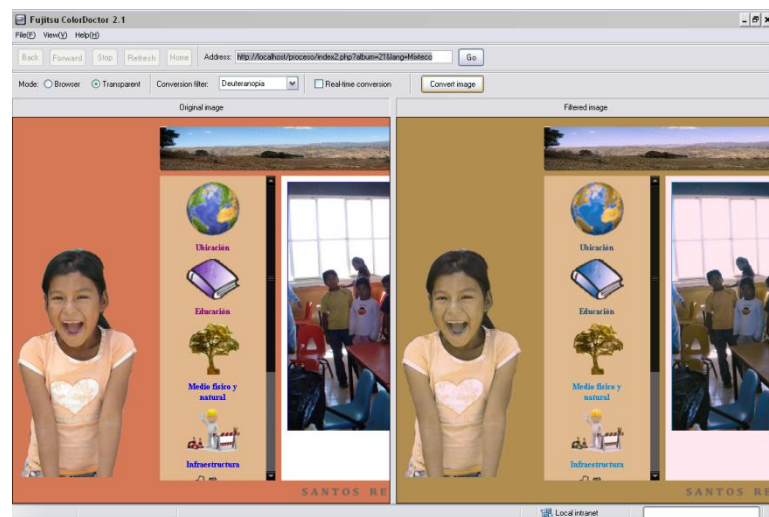 Fujitsu ColorDoctor 2.1
File(F) View(V) Help(H)
Back Forward Stop Refresh Home Address: http://localhost/proceso/index2.php?album=21&lang=Mixteco Go
Mode: Browser Transparent Conversion filter: Deuteranopia Real-time conversion Convert image
Original image Filtered image
Ubicación
Educación
Medio físico y
natural
Infraestructura
SANTOS RE
Ubicación
Educación
Medio físico y
natural
Infraestructura
SANTOS RE
Local intranet